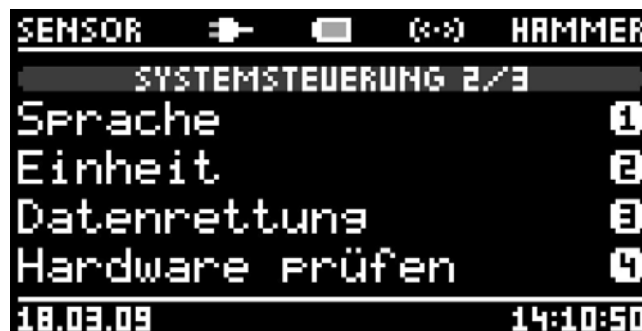 SENSOR HAMMER
SYSTEMSTEUERUNG 2/3
Sprache 1
Einheit 2
Datenrettung 3
Hardware prüfen 4
18.03.09 14:10:50